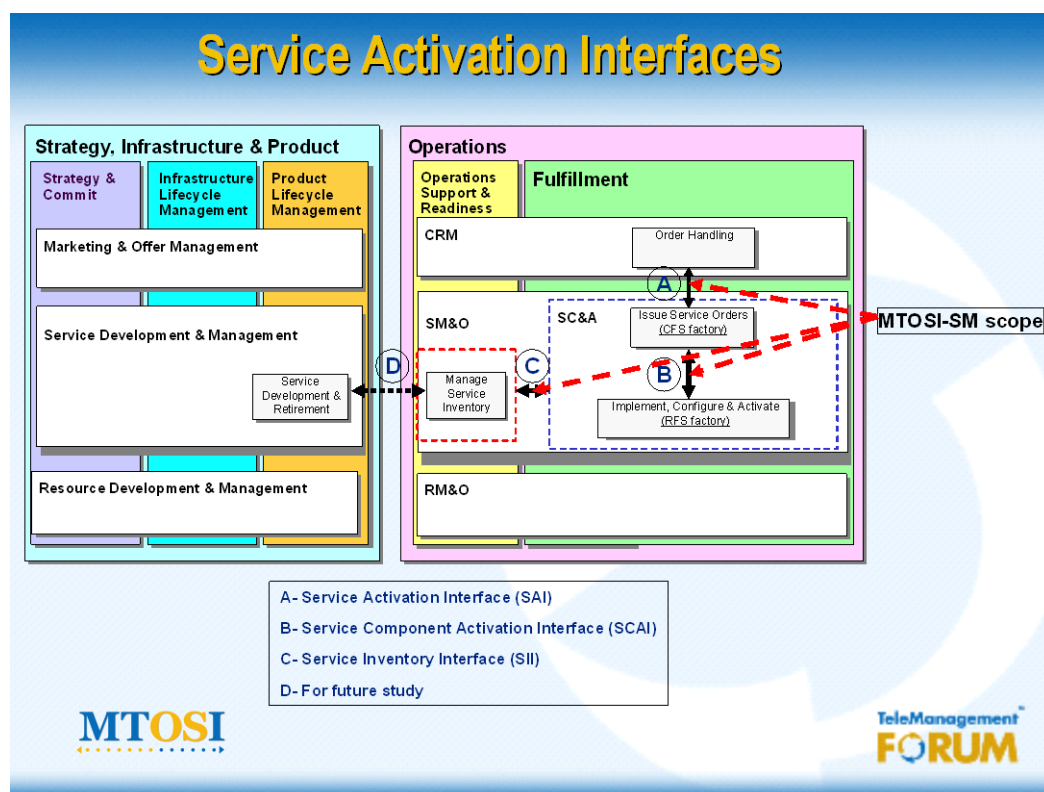 Service Activation Interfaces
Strategy, Infrastructure & Product
Strategy &
Commit
Infrastructure
Lifecycle
Management
Product
Lifecycle
Management
Marketing & Offer Management
Service Development & Management
Service
Development &
Retirement
Resource Development & Management
D
Operations
Operations
Support &
Readiness
Fulfillment
CRM
Order Handling
A
SM&O
SC&A
Issue Service Orders
(CFS factory)
Manage
Service
Inventory
C
B
Implement, Configure & Activate
(RFS factory)
RM&O
MTOSI-SM scope
A- Service Activation Interface (SAI)
B- Service Component Activation Interface (SCAI)
C- Service Inventory Interface (SII)
D- For future study
MTOSI
TeleManagement
FORUM